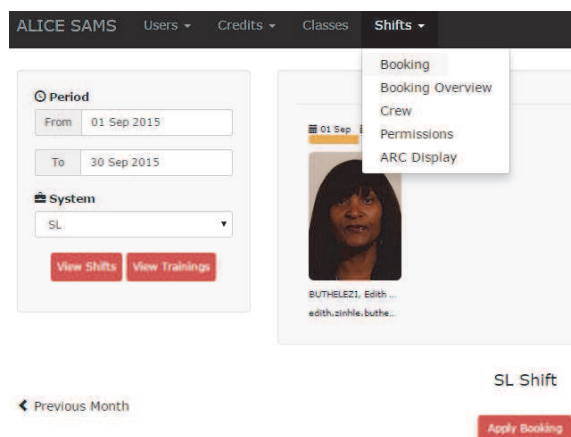 ALICE SAMS Users Credits Classes Shifts
Booking
Booking Overview
Crew
Permissions
ARC Display
Period
From 01 Sep 2015
To 30 Sep 2015
System
SL
View Shifts View Trainings
01 Sep
BUTHELEZI, Edith ...
edith.zinhle.buthe...
SL Shift
Previous Month
Apply Booking